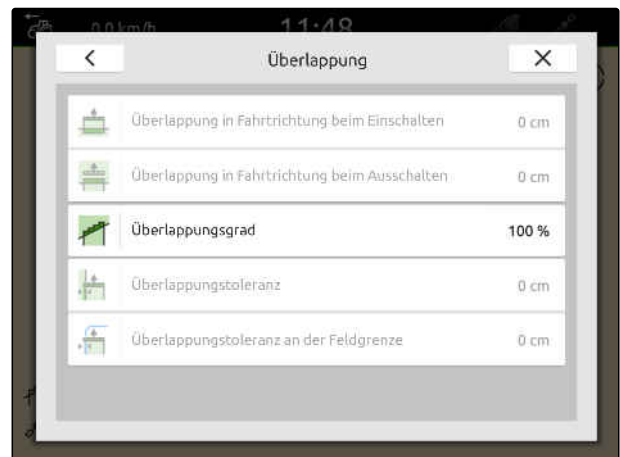 0.0 km/h
11:48
Überlappung
Überlappung in Fahrtrichtung beim Einschalten 0 cm
Überlappung in Fahrtrichtung beim Ausschalten 0 cm
Überlappungsgrad 100 %
Überlappungstoleranz 0 cm
Überlappungstoleranz an der Feldgrenze 0 cm